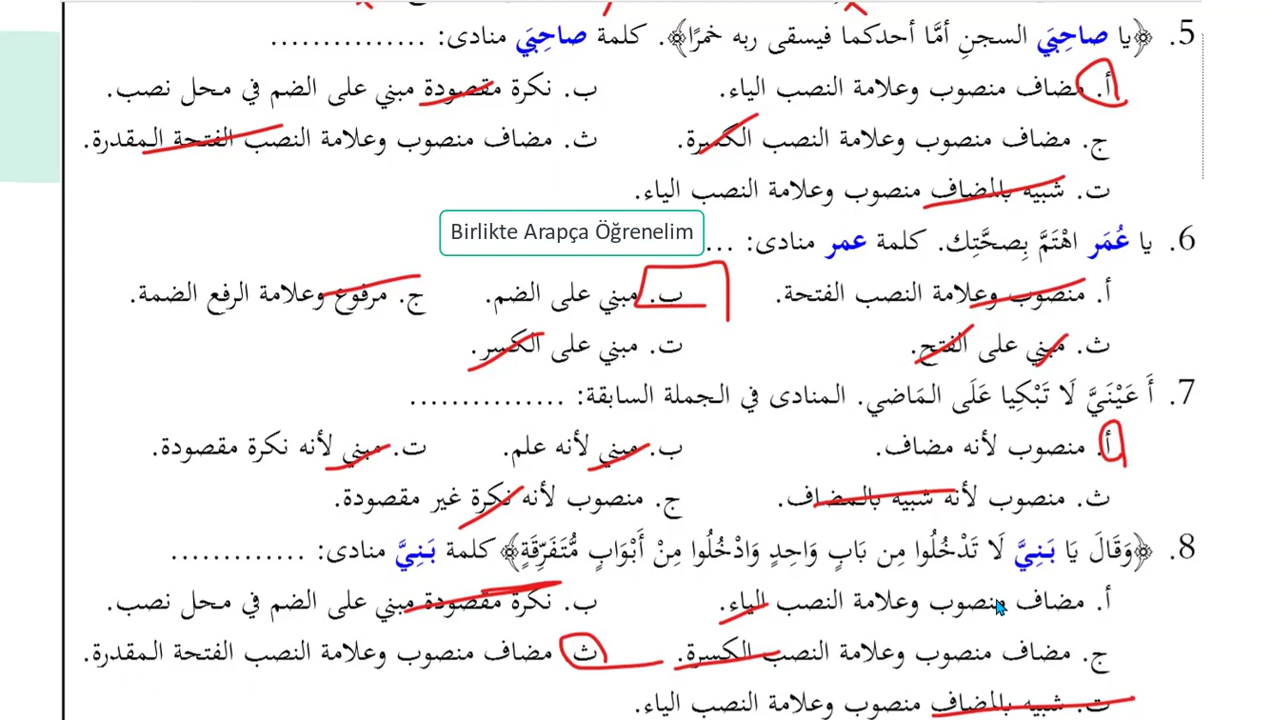 5. ﴿يا صاحِبَي السجنِ أمَّا أحدكما فيسقى ربه خمرًا﴾. كلمة صاحِبَي منادى: ..............
أ. مضاف منصوب وعلامة النصب الياء. ب. نكرة مقصودة مبني على الضم في محل نصب.
ج. مضاف منصوب وعلامة النصب الكسرة. ث. مضاف منصوب وعلامة النصب الفتحة المقدرة.
ت. شبيه بالمضاف منصوب وعلامة النصب الياء.
Birlikte Arapça Öğrenelim
6. يا عُمَر اهْتَمَّ بِصحَّتِك. كلمة عمر منادى: ...
أ. منصوب وعلامة النصب الفتحة. ب. مبني على الضم. ج. مرفوع وعلامة الرفع الضمة.
ث. مبني على الفتح. ت. مبني على الكسر.
7. أَ عَيْنَيَّ لَا تَبْكِيا عَلَى المَاضي. المنادى في الجملة السابقة: ..............
أ. منصوب لأنه مضاف. ب. مبني لأنه علم. ت. مبني لأنه نكرة مقصودة.
ث. منصوب لأنه شبيه بالمضاف. ج. منصوب لأنه نكرة غير مقصودة.
8. ﴿وَقَالَ يَا بَنِيَّ لَا تَدْخُلُوا مِن بَابٍ وَاحِدٍ وَادْخُلُوا مِنْ أَبْوَابٍ مُّتَفَرِّقَةٍ﴾ كلمة بَنِيَّ منادى: ............
أ. مضاف منصوب وعلامة النصب الياء. ب. نكرة مقصودة مبني على الضم في محل نصب.
ج. مضاف منصوب وعلامة النصب الكسرة. ث. مضاف منصوب وعلامة النصب الفتحة المقدرة.
ت. شبيه بالمضاف منصوب وعلامة النصب الياء.